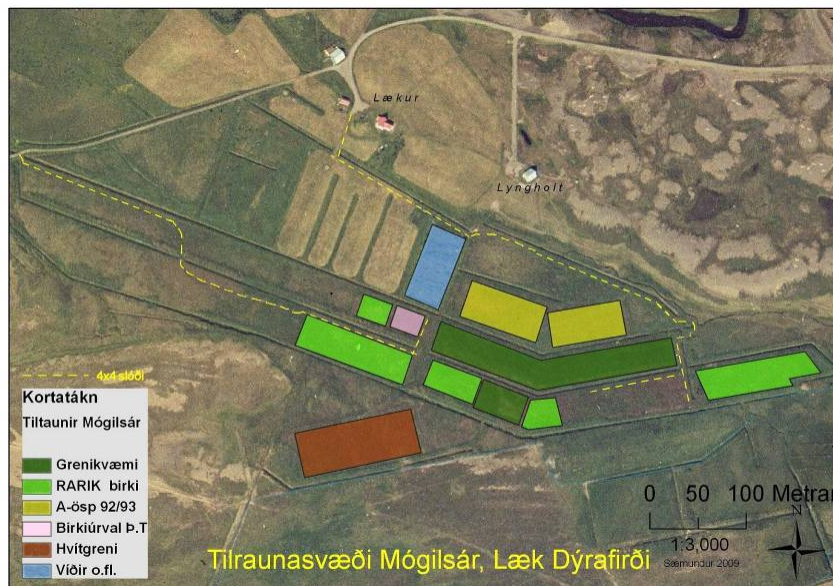 Lækur
Lyngholt
4x4 slóði
Kortatákn
Tiltaunir Mógilsár
Grenikvæmi
RARIK birki
A-ösp 92/93
Birkiúrval Þ.T
Hvítgreni
Víðir o.fl.
0 50 100 Metrar
N
1:3,000
Sæmundur 2009
Tilraunasvæði Mógilsár, Læk Dýrafirði